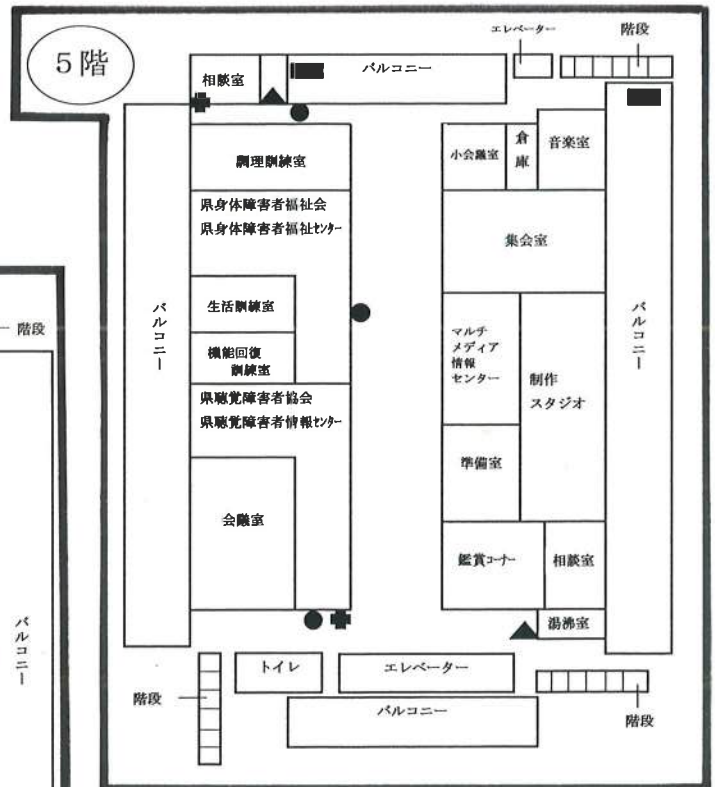 5階
エレベーター
階段
相談室
バルコニー
調理訓練室
小会議室
倉庫
音楽室
県身体障害者福祉会
県身体障害者福祉センター
集会室
バルコニー
生活訓練室
機能回復
訓練室
マルチ
メディア
情報
センター
制作
スタジオ
バルコニー
階段
県聴覚障害者協会
県聴覚障害者情報センター
会議室
準備室
鑑賞コーナー
相談室
湯沸室
バルコニー
トイレ
エレベーター
階段
バルコニー
階段